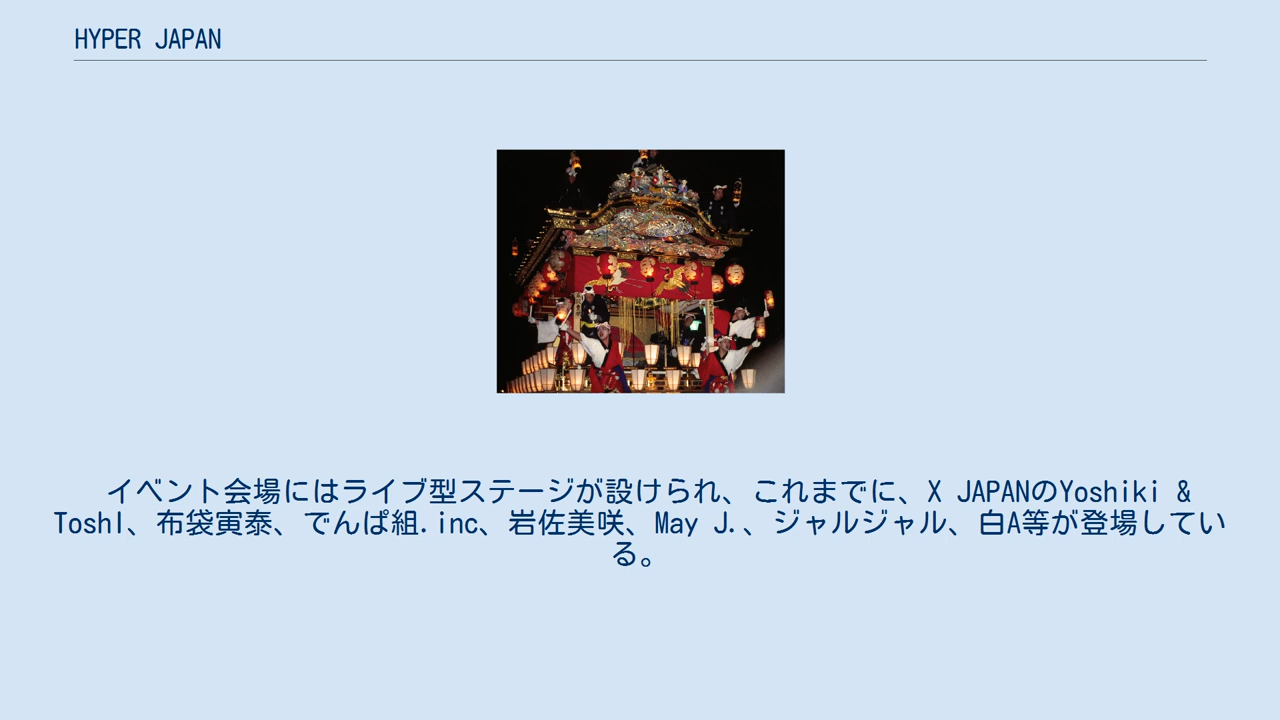 HYPER JAPAN
イベント会場にはライブ型ステージが設けられ、これまでに、X JAPANのYoshiki &
ToshI、布袋寅泰、でんぱ組.inc、岩佐美咲、May J.、ジャルジャル、白A等が登場してい
る。